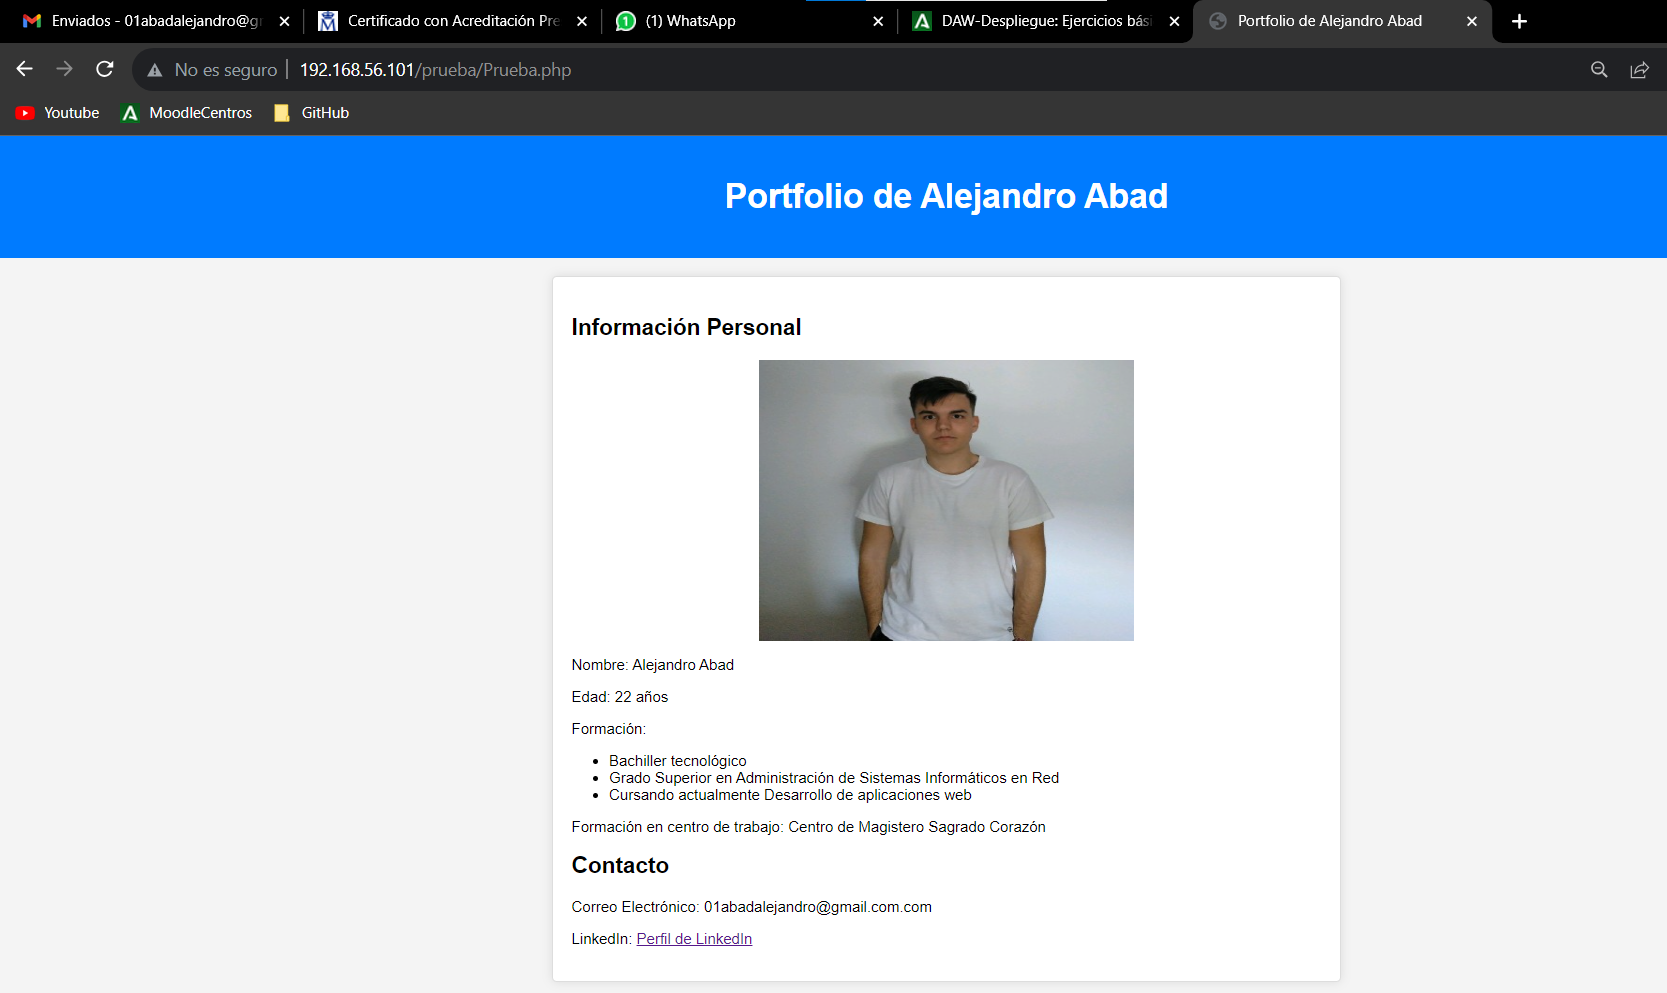 Enviados - 01abadalejandro@gr
Certificado con Acreditación Pre
(1) WhatsApp
DAW-Despliegue: Ejercicios bási
Portfolio de Alejandro Abad
No es seguro | 192.168.56.101/prueba/Prueba.php
Youtube MoodleCentros GitHub
Portfolio de Alejandro Abad
Información Personal
Nombre: Alejandro Abad
Edad: 22 años
Formación:
Bachiller tecnológico
Grado Superior en Administración de Sistemas Informáticos en Red
Cursando actualmente Desarrollo de aplicaciones web
Formación en centro de trabajo: Centro de Magistero Sagrado Corazón
Contacto
Correo Electrónico: 01abadalejandro@gmail.com.com
LinkedIn: Perfil de LinkedIn